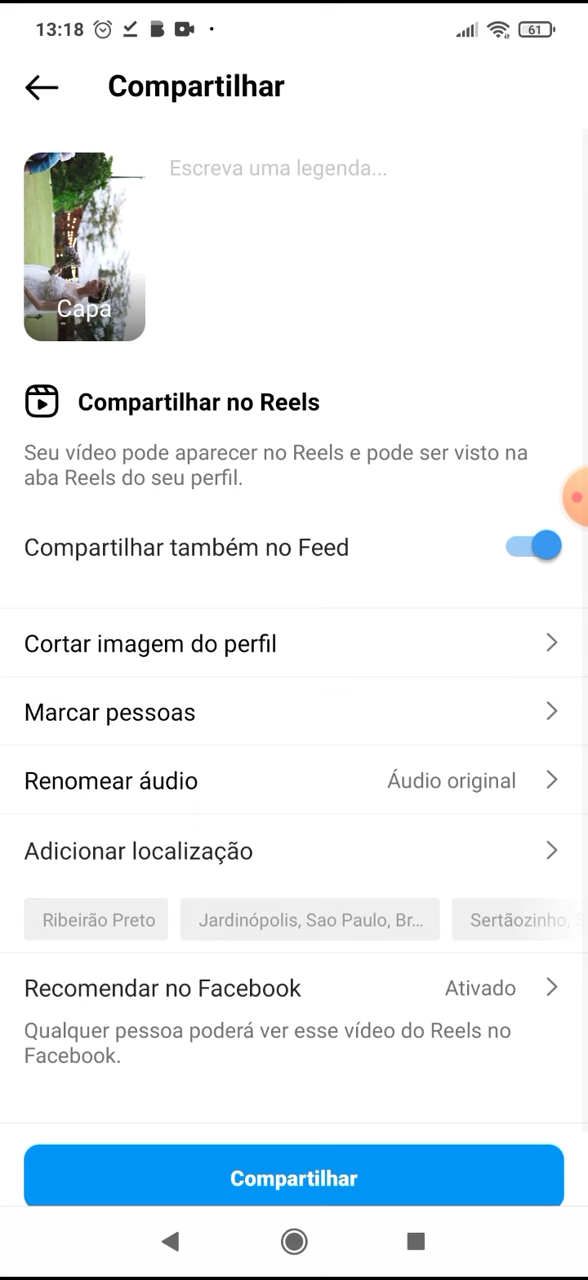 13:18
61
Compartilhar
Escreva uma legenda...
Capa
Compartilhar no Reels
Seu vídeo pode aparecer no Reels e pode ser visto na
aba Reels do seu perfil.
Compartilhar também no Feed
Cortar imagem do perfil
Marcar pessoas
Renomear áudio Áudio original
Adicionar localização
Ribeirão Preto Jardinópolis, Sao Paulo, Br... Sertãozinho, S
Recomendar no Facebook Ativado
Qualquer pessoa poderá ver esse vídeo do Reels no
Facebook.
Compartilhar